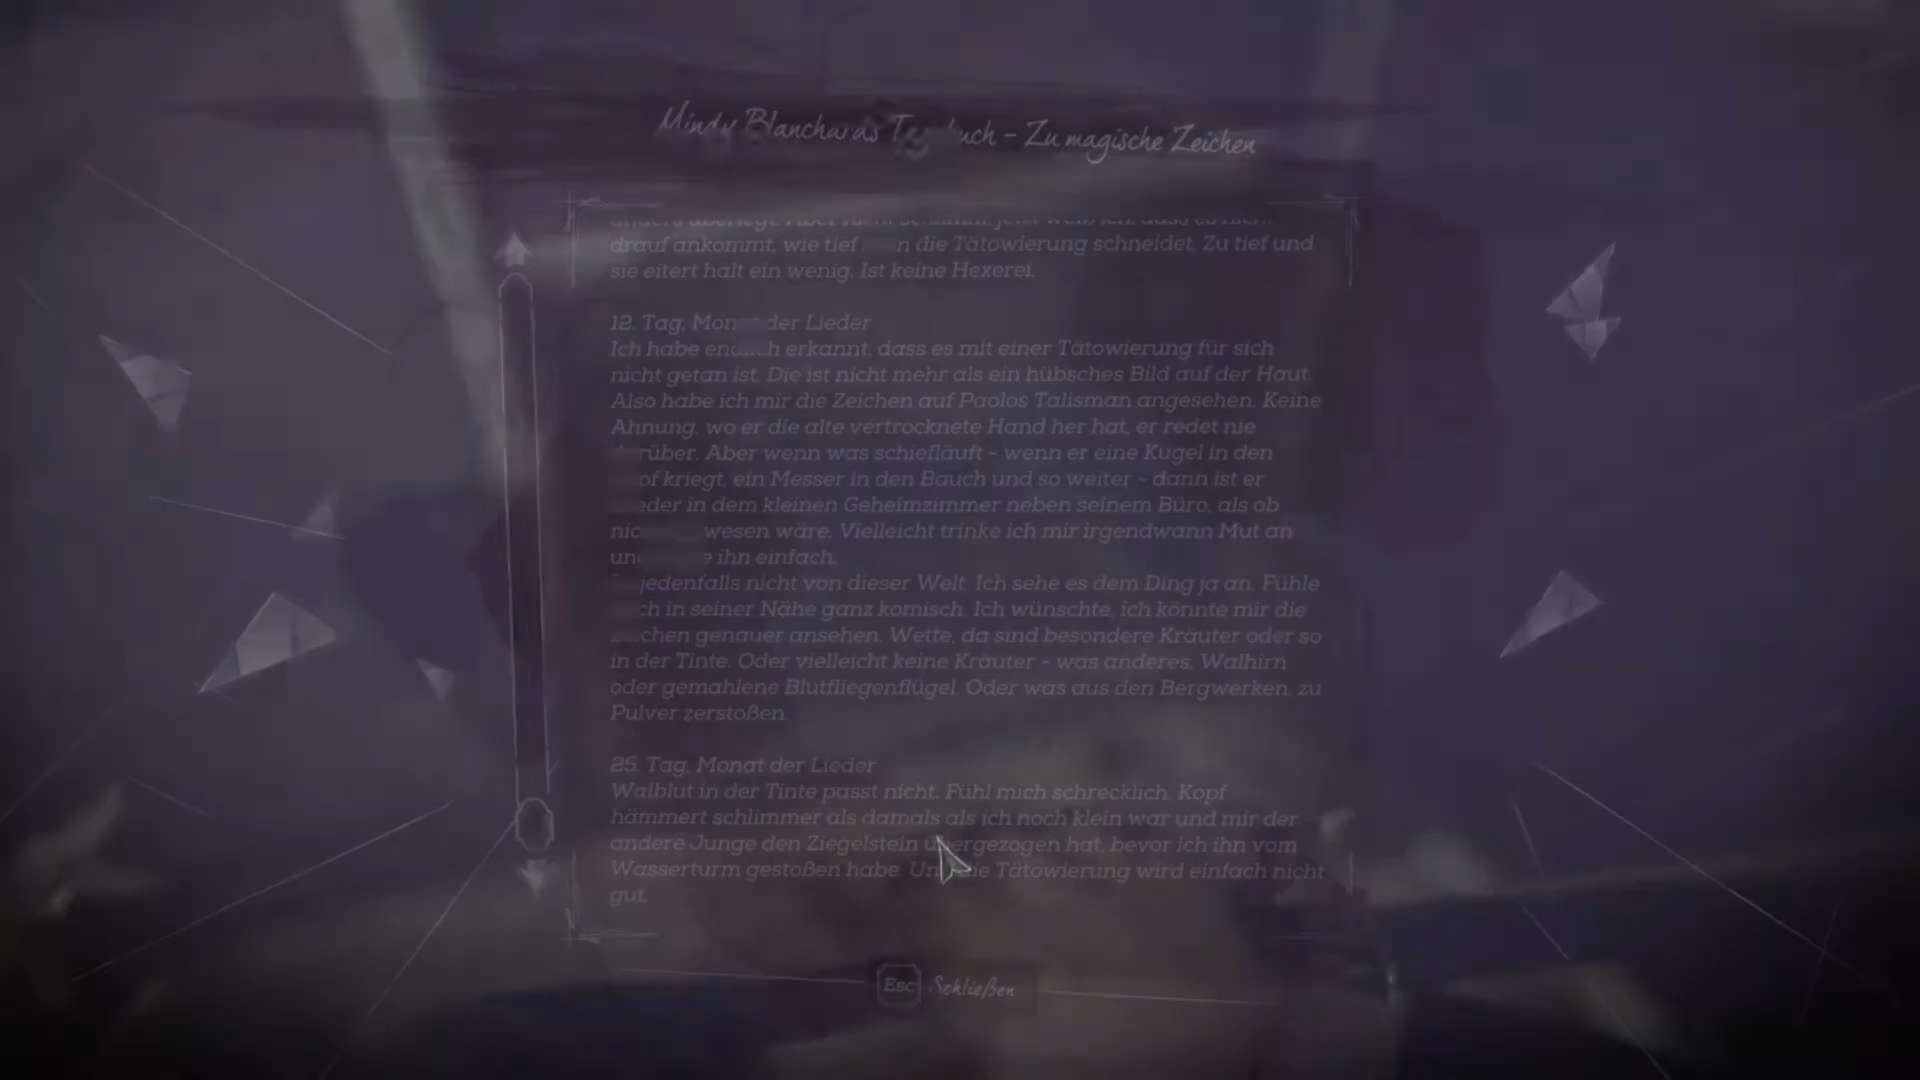 Mindy Blanchards Tagebuch - Zu magische Zeichen
drauf ankommt, wie tief die Tätowierung schneidet. Zu tief und
sie eitert halt ein wenig. Ist keine Hexerei.
12. Tag, Monat der Lieder
Ich habe endlich erkannt, dass es mit einer Tätowierung für sich
nicht getan ist. Die ist nicht mehr als ein hübsches Bild auf der Haut.
Also habe ich mir die Zeichen auf Paolos Talisman angesehen. Keine
Ahnung, wo er die alte vertrocknete Hand her hat, er redet nie
darüber. Aber wenn was schiefläuft - wenn er eine Kugel in den
kriegt, ein Messer in den Bauch und so weiter - dann ist er
in dem kleinen Geheimzimmer neben seinem Büro, als ob
wäre. Vielleicht trinke ich mir irgendwann Mut an
ihn einfach.
jedenfalls nicht von dieser Welt. Ich sehe es dem Ding ja an. Fühle
in seiner Nähe ganz komisch. Ich wünschte, ich könnte mir die
genauer ansehen. Wette, da sind besondere Kräuter oder so
in der Tinte. Oder vielleicht keine Kräuter - was anderes. Walhirn
oder gemahlene Blutfliegenflügel. Oder was aus den Bergwerken, zu
Pulver zerstoßen.
25. Tag, Monat der Lieder
Walblut in der Tinte passt nicht. Fühl mich schrecklich. Kopf
hämmert schlimmer als damals als ich noch klein war und mir der
andere Junge den Ziegelstein übergezogen hat, bevor ich ihn vom
Wasserturm gestoßen habe. Und die Tätowierung wird einfach nicht
gut.
Esc Schließen